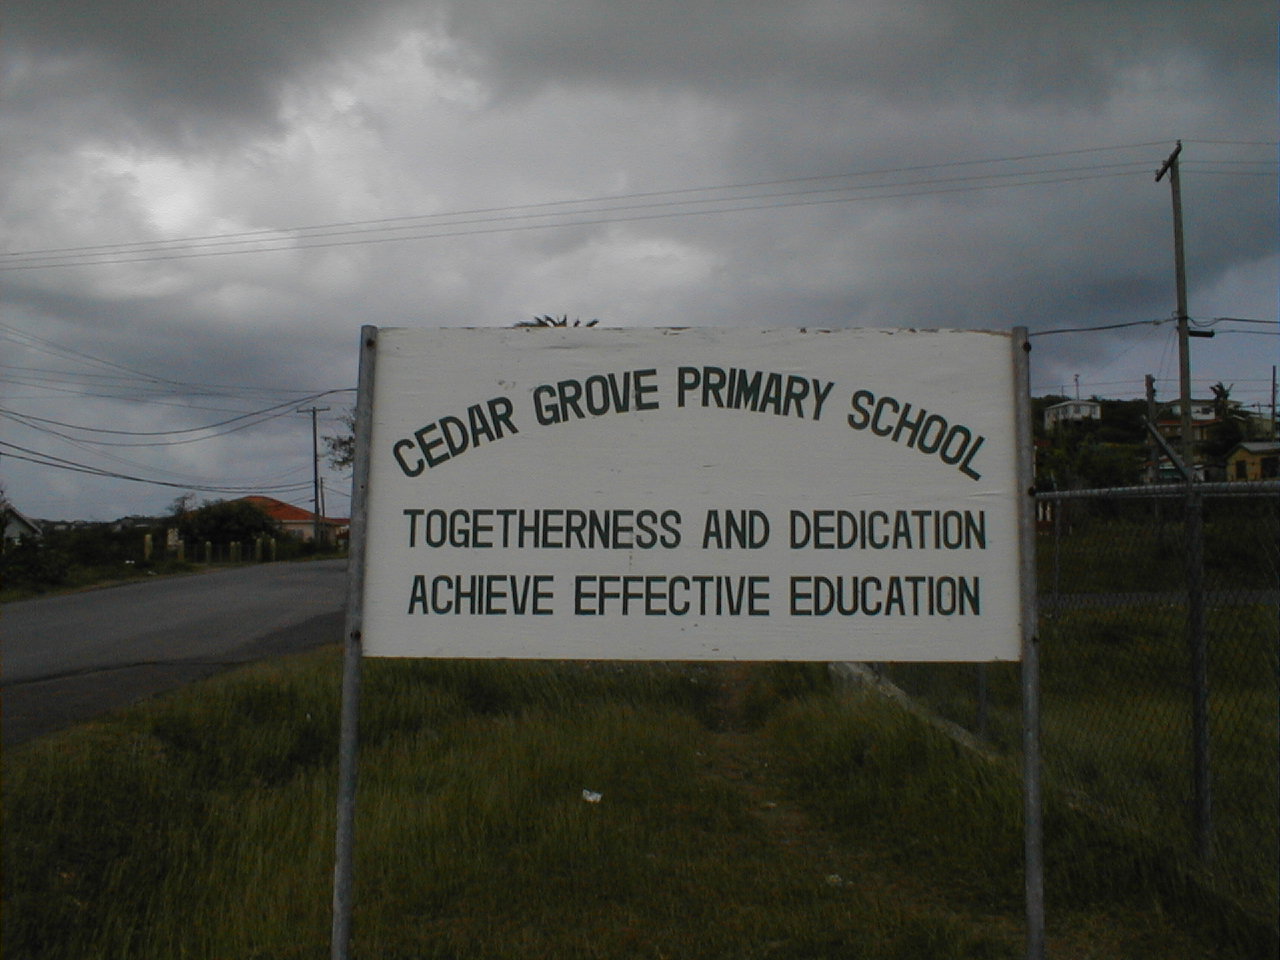 CEDAR GROVE PRIMARY SCHOOL
TOGETHERNESS AND DEDICATION
ACHIEVE EFFECTIVE EDUCATION